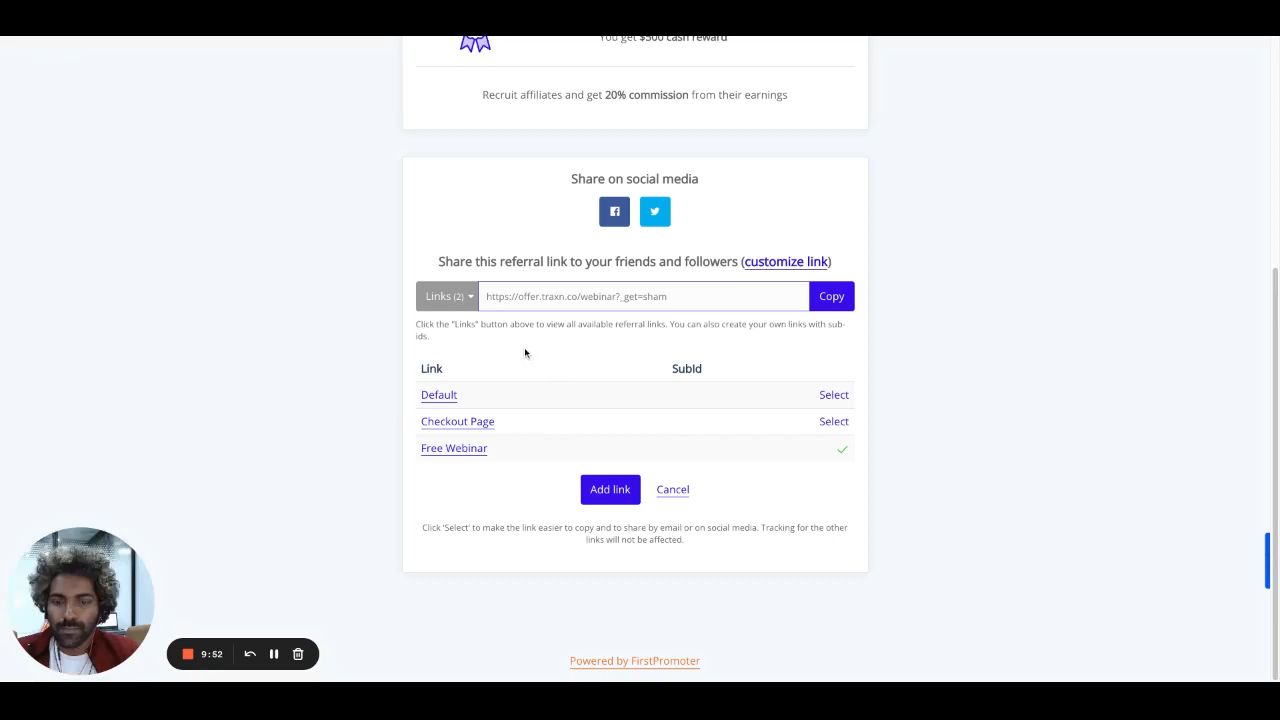 You get $500 cash reward
Recruit affiliates and get 20% commission from their earnings
Share on social media
Share this referral link to your friends and followers (customize link)
Links (2)
https://offer.traxn.co/webinar?_get=sham
Copy
Click the "Links" button above to view all available referral links. You can also create your own links with sub-
ids.
Link SubId
Default Select
Checkout Page Select
Free Webinar
Add link Cancel
Click 'Select' to make the link easier to copy and to share by email or on social media. Tracking for the other
links will not be affected.
9:52
Powered by FirstPromoter